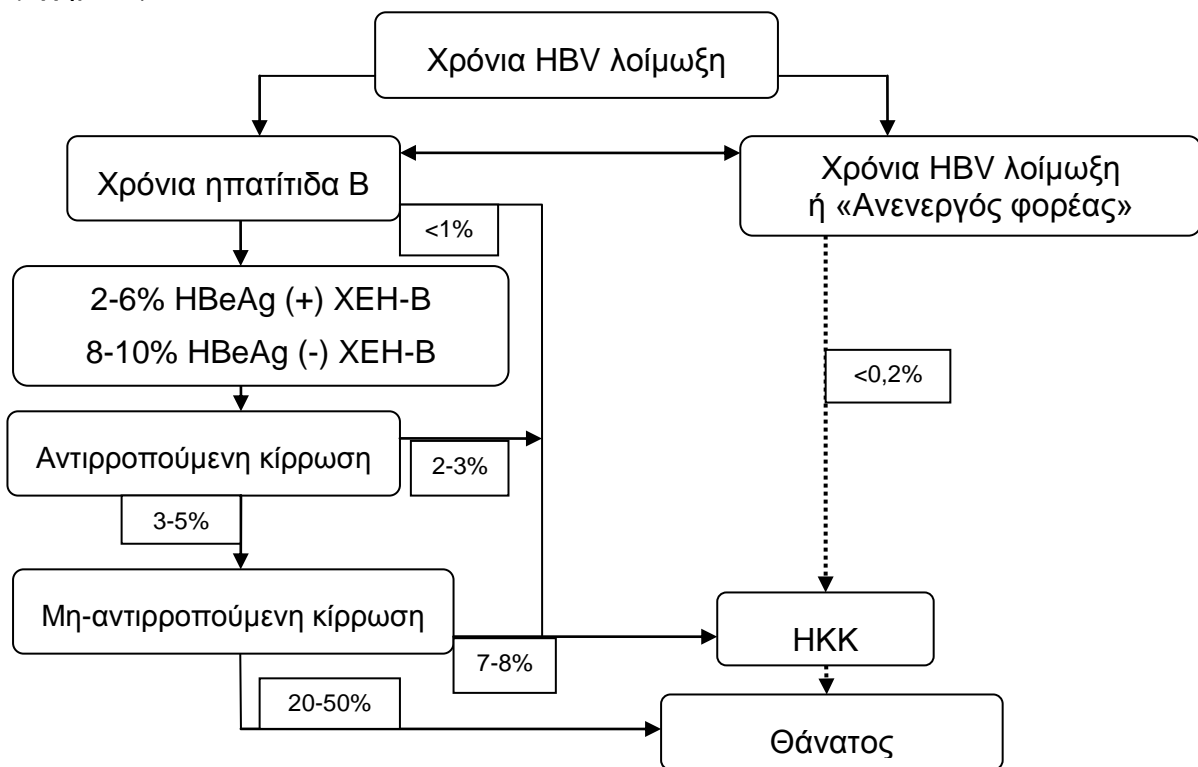 Χρόνια HBV λοίμωξη
Χρόνια ηπατίτιδα Β
Χρόνια HBV λοίμωξη
ή «Ανενεργός φορέας»
<1%
2-6% HBeAg (+) ΧΕΗ-Β
8-10% HBeAg (-) ΧΕΗ-Β
<0,2%
Αντιρροπούμενη κίρρωση
2-3%
3-5%
Μη-αντιρροπούμενη κίρρωση
ΗΚΚ
7-8%
20-50%
Θάνατος